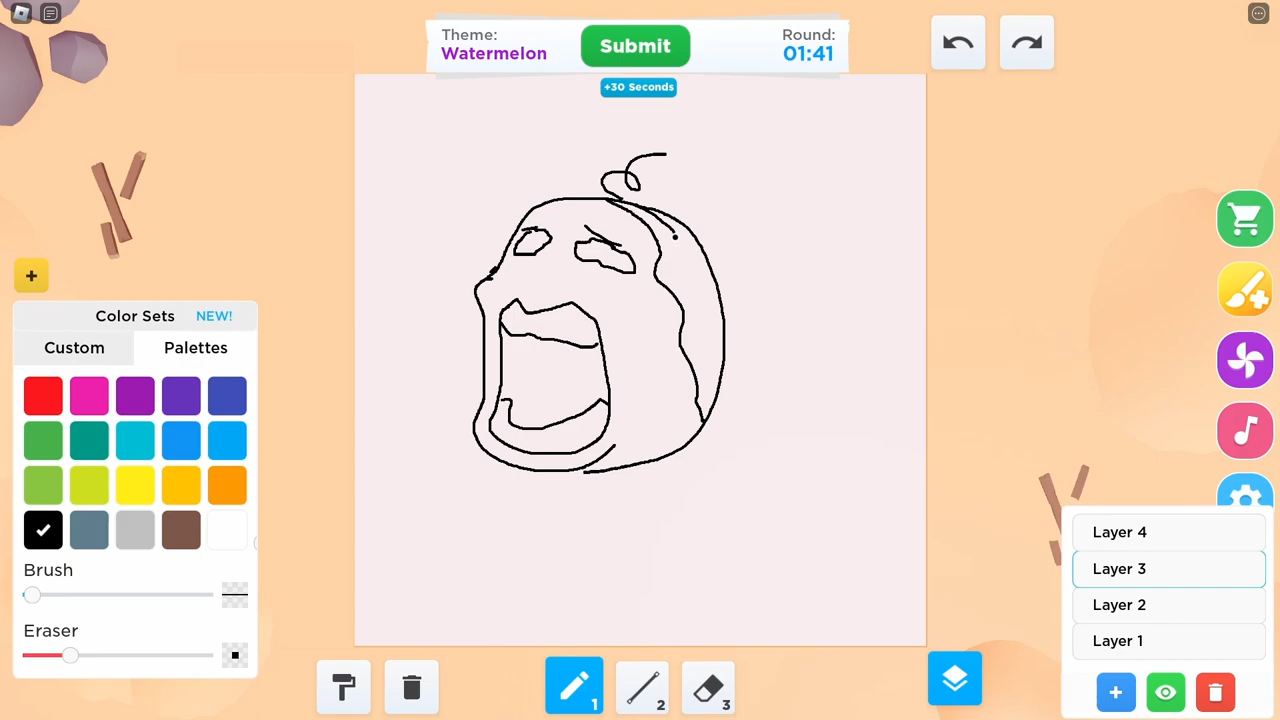 Theme:
Watermelon
Submit
Round:
01:41
+30 Seconds
+
Color Sets NEW!
Custom Palettes
Brush
Eraser
Layer 4
Layer 3
Layer 2
Layer 1
1
2
3
+